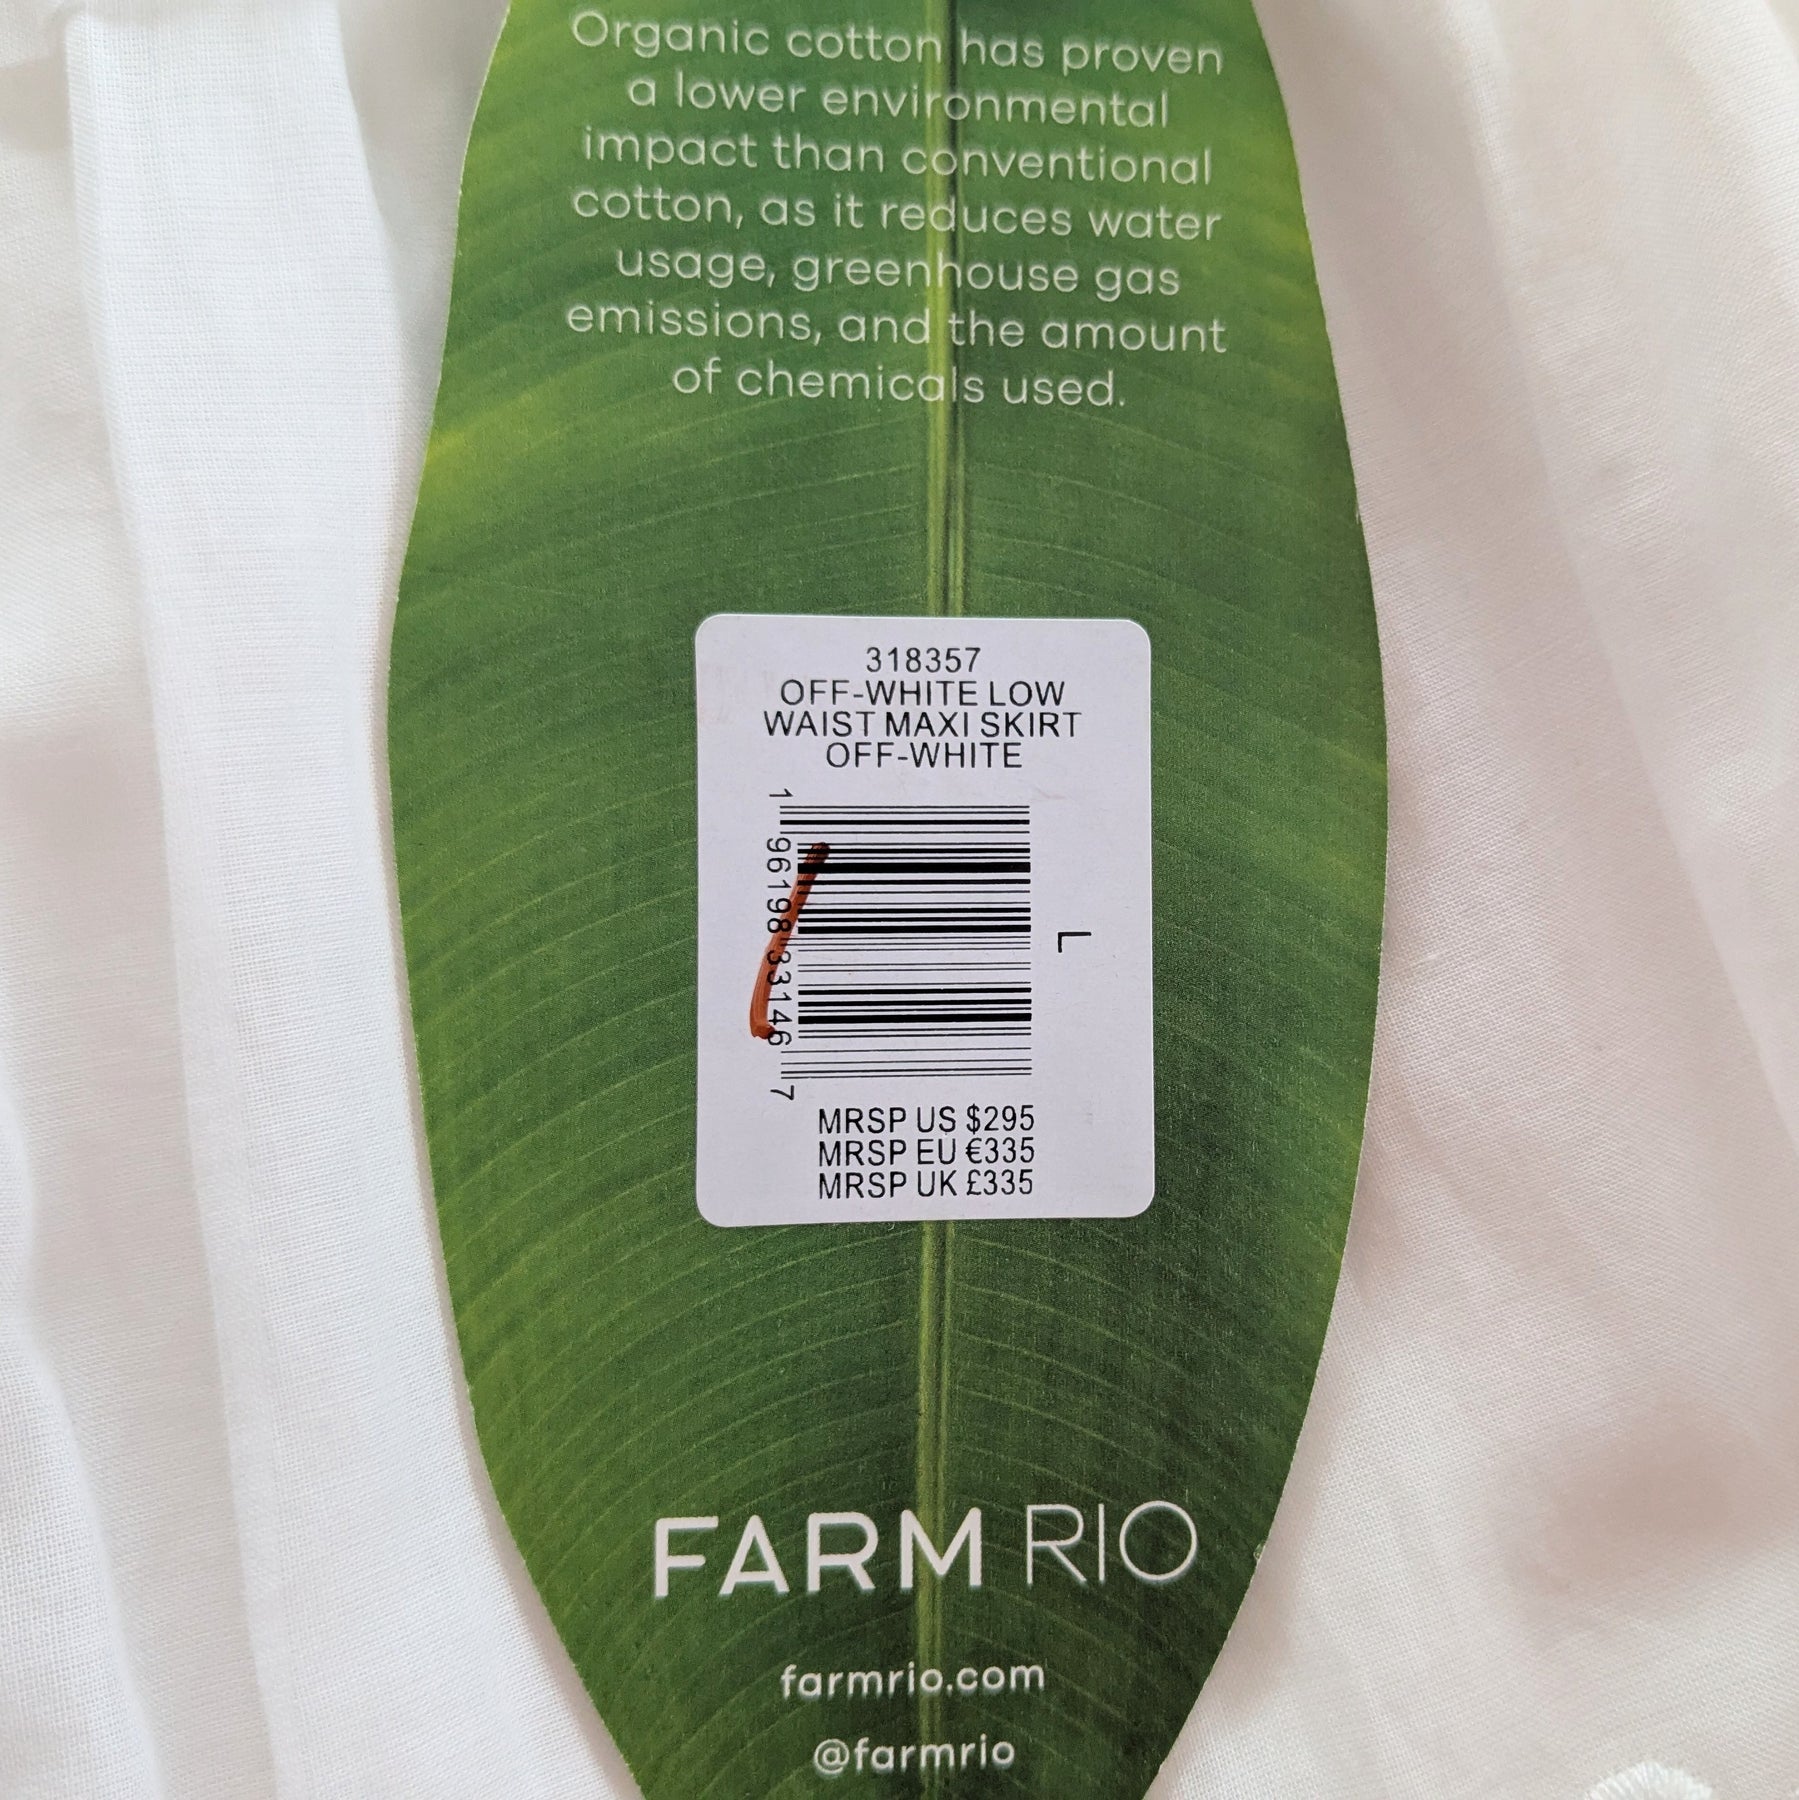 Organic cotton has proven
a lower environmental
impact than conventional
cotton, as it reduces water
usage, greenhouse gas
emissions, and the amount
of chemicals used.
318357
OFF-WHITE LOW
WAIST MAXI SKIRT
OFF-WHITE
1 96198 33146 7
L
MRSP US $295
MRSP EU €335
MRSP UK £335
FARM RIO
farmrio.com
@farmrio